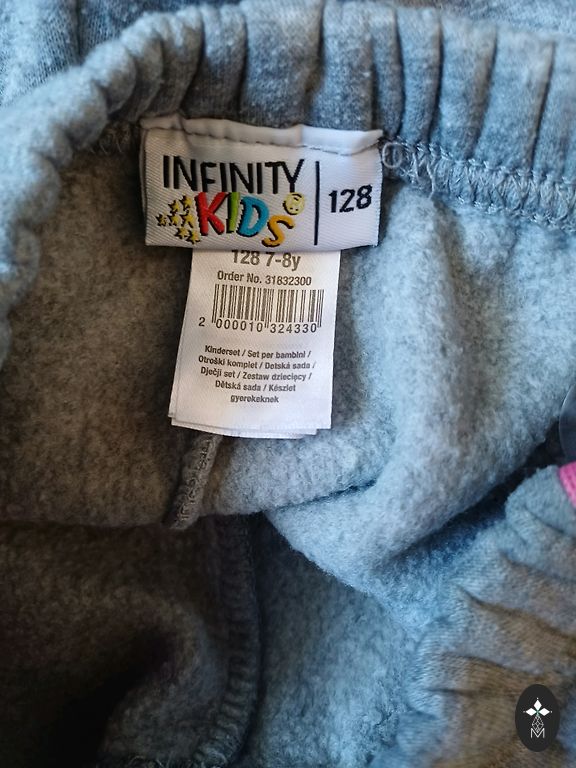 INFINITY
KIDS®
128
128 7-8y
Order No. 31832300
2 000010 324330
Kinderset / Set per bambini /
Otroški komplet / Detská sada /
Dječji set / Zestaw dziecięcy /
Dětská sada / Készlet
gyerekeknek
M